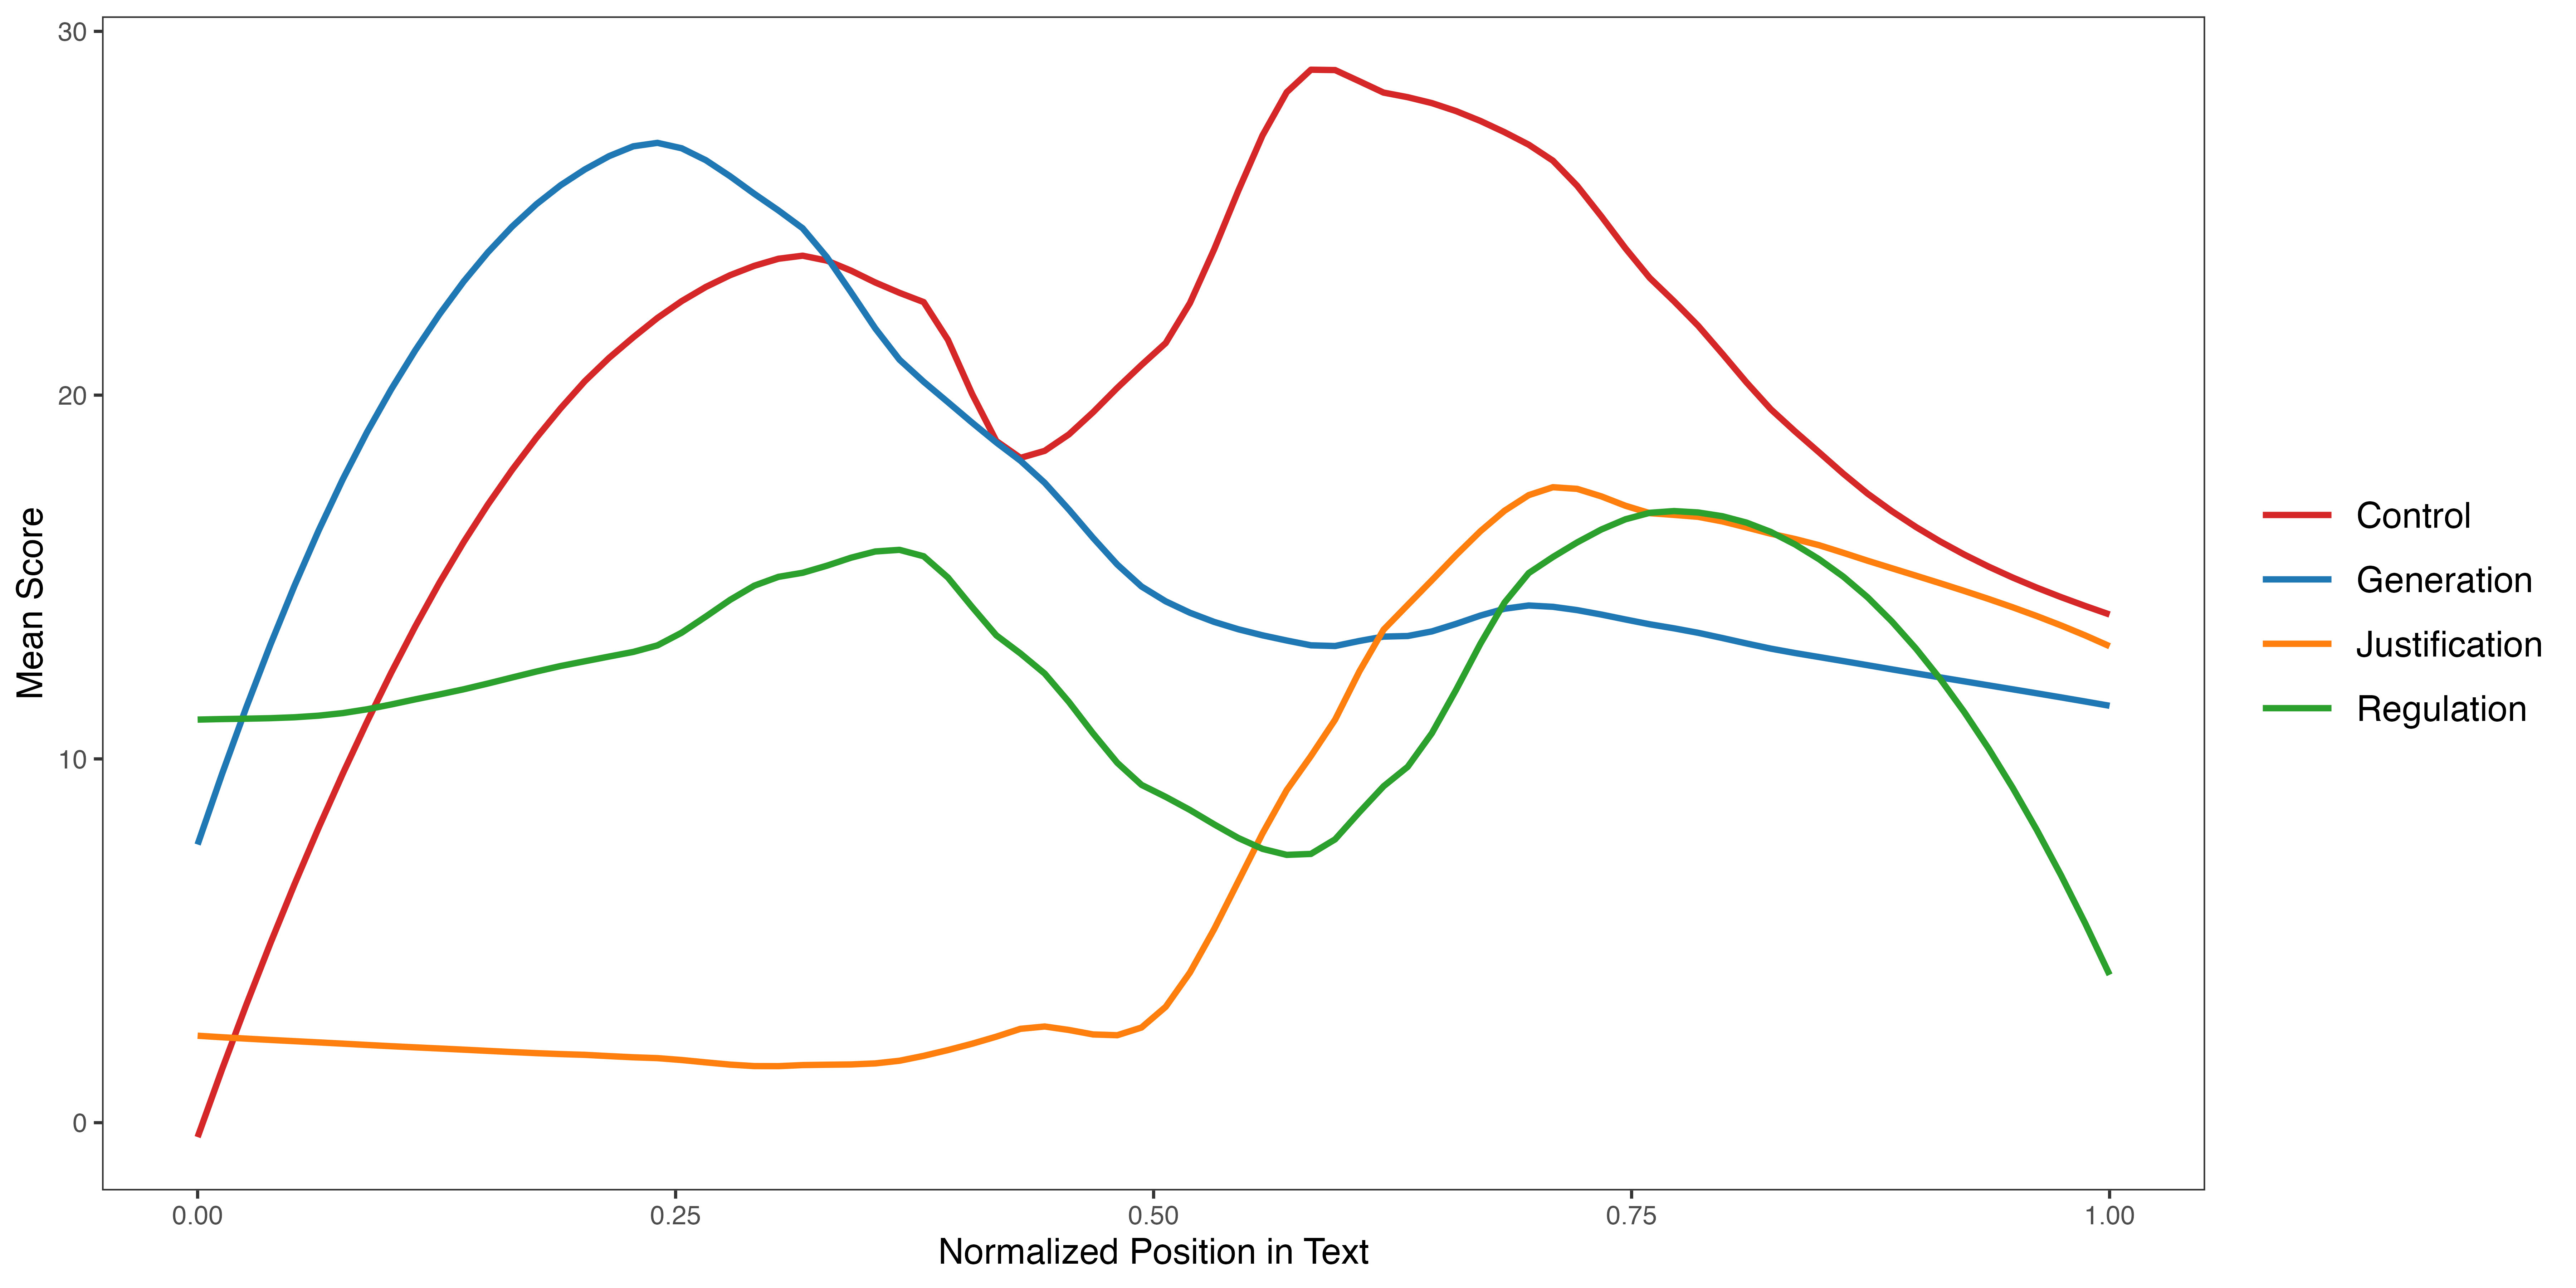 30
20
10
0
Mean Score
0.00
0.25
0.50
0.75
1.00
Normalized Position in Text
Control
Generation
Justification
Regulation